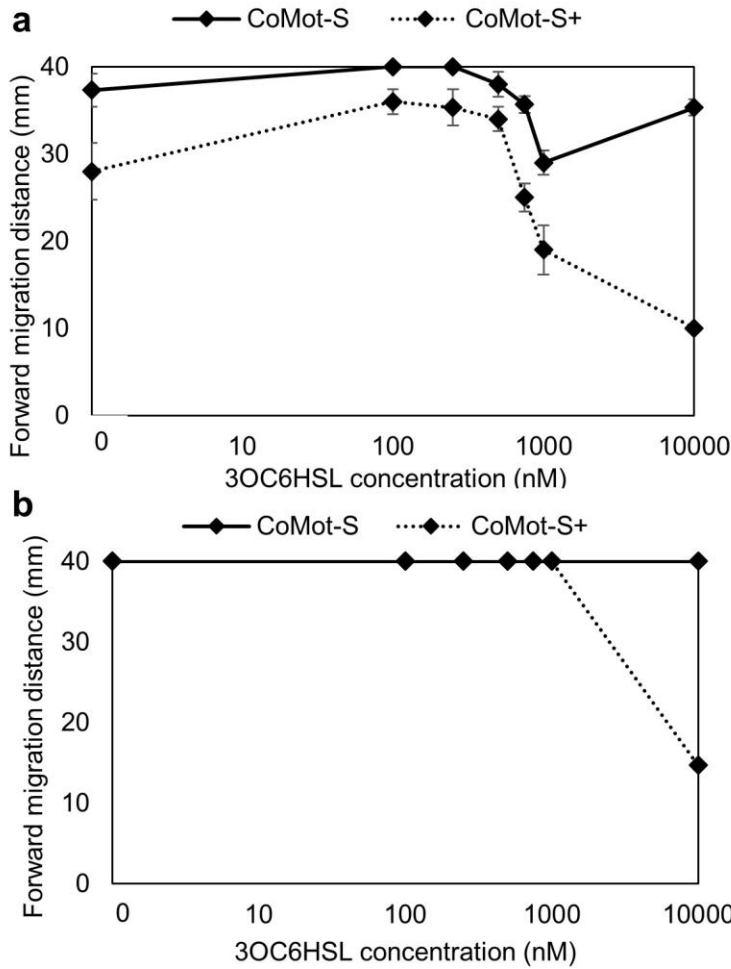 a
CoMot-S CoMot-S+
Forward migration distance (mm)
40
30
20
10
0
0 10 100 1000 10000
3OC6HSL concentration (nM)
b
CoMot-S CoMot-S+
Forward migration distance (mm)
40
30
20
10
0
0 10 100 1000 10000
3OC6HSL concentration (nM)